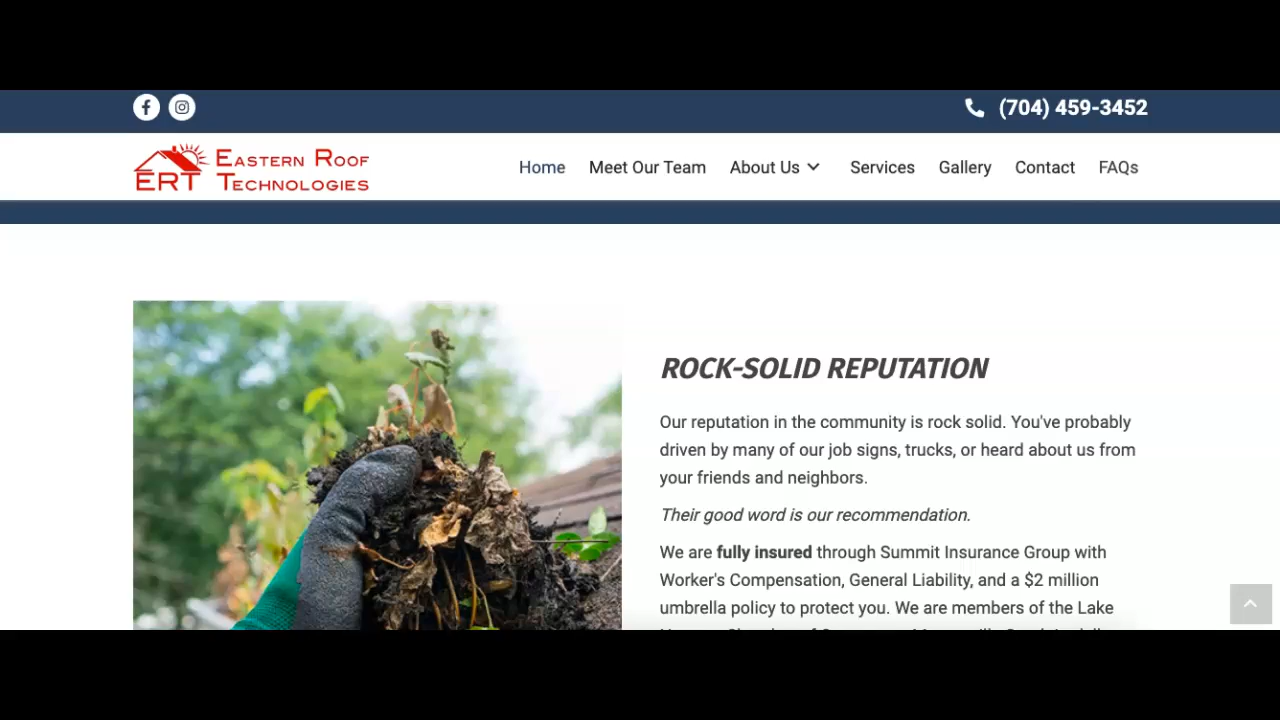 (704) 459-3452
ERT EASTERN ROOF
TECHNOLOGIES
Home Meet Our Team About Us Services Gallery Contact FAQs
ROCK-SOLID REPUTATION
Our reputation in the community is rock solid. You've probably
driven by many of our job signs, trucks, or heard about us from
your friends and neighbors.
Their good word is our recommendation.
We are fully insured through Summit Insurance Group with
Worker's Compensation, General Liability, and a $2 million
umbrella policy to protect you. We are members of the Lake